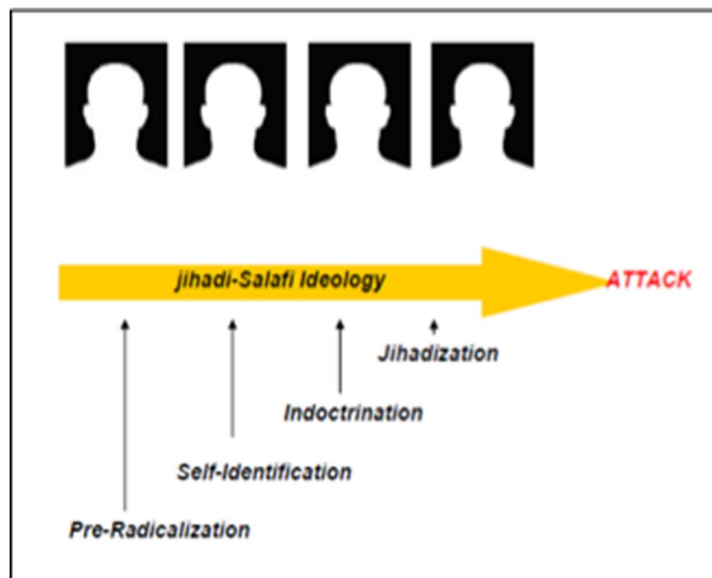 jihadi-Salafi Ideology
ATTACK
Jihadization
Indoctrination
Self-Identification
Pre-Radicalization